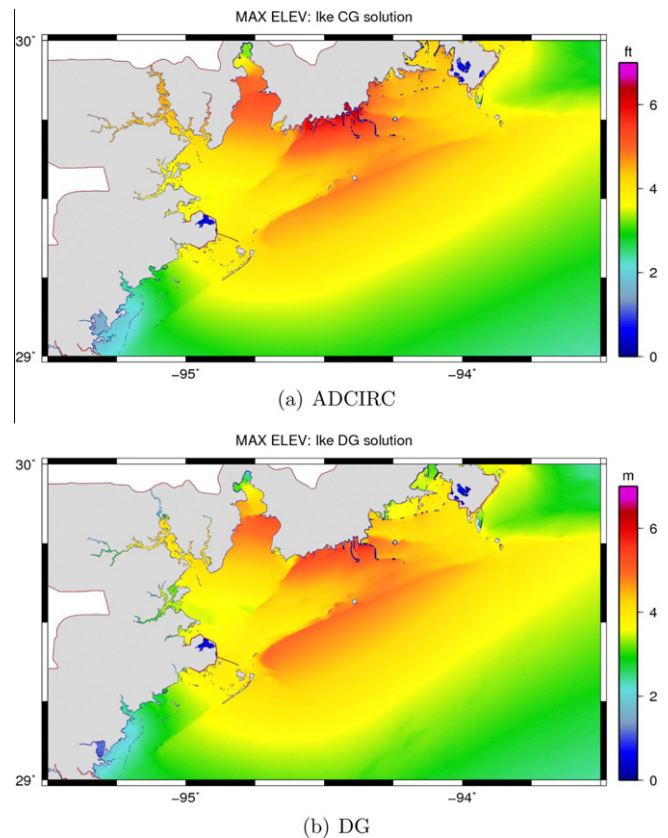 MAX ELEV: Ike CG solution
30˚
ft
6
4
2
0
29˚
−95˚
−94˚
(a) ADCIRC
MAX ELEV: Ike DG solution
30˚
m
6
4
2
0
29˚
−95˚
−94˚
(b) DG